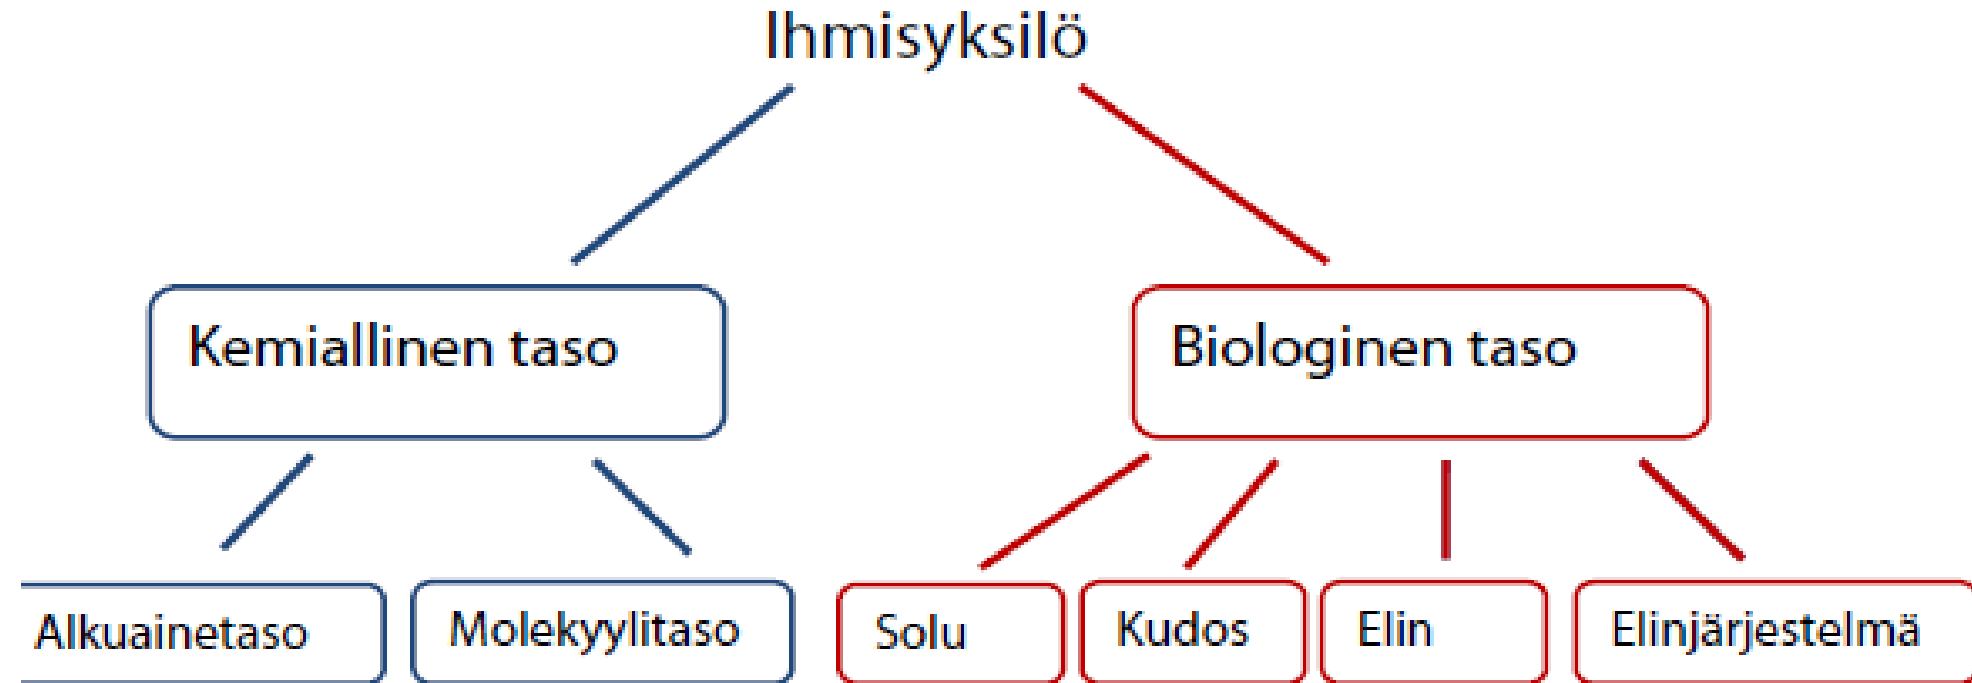 Ihmisyksilö
Kemiallinen taso
Biologinen taso
Alkuainetaso
Molekyylitaso
Solu
Kudos
Elin
Elinjärjestelmä